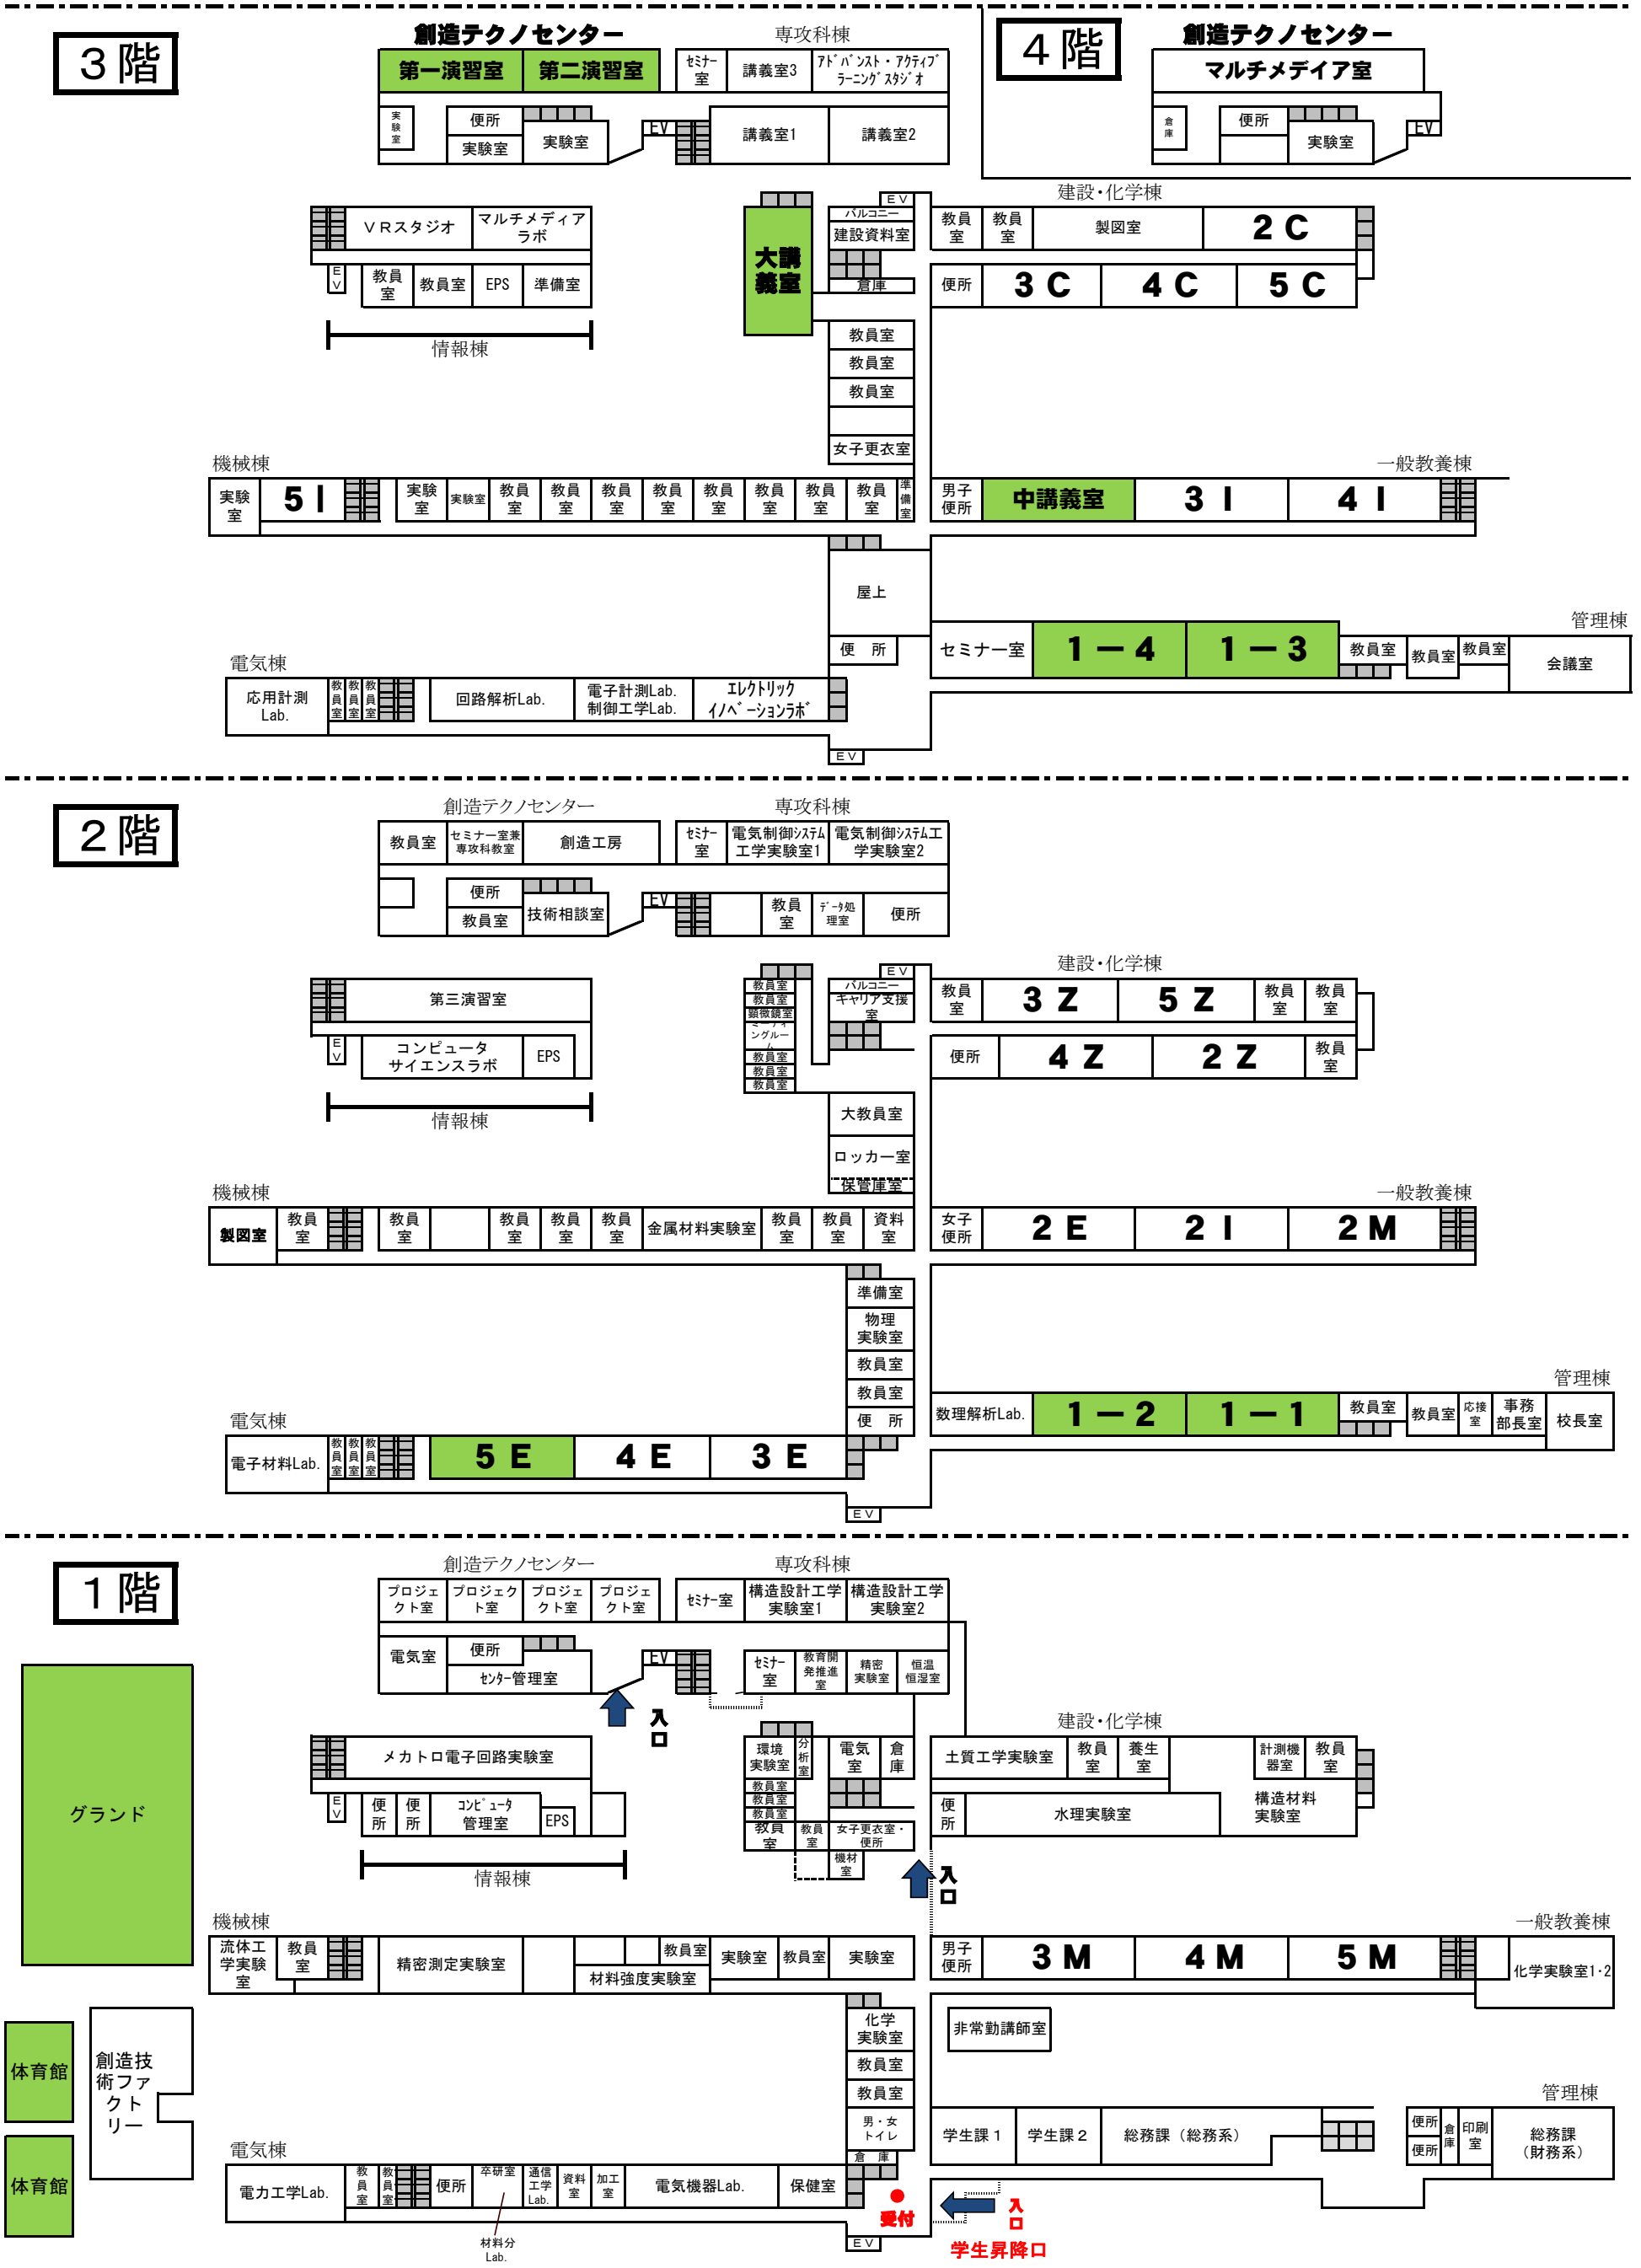 3階
創造テクノセンター
専攻科棟
第一演習室
第二演習室
ｾﾐﾅｰ
室
講義室3
ｱﾄﾞﾊﾞﾝｽﾄ・ｱｸﾃｨﾌﾞ
ﾗｰﾆﾝｸﾞｽﾀｼﾞｵ
実
験
室
便所
実験室
実験室
EV
講義室1
講義室2
4階
創造テクノセンター
マルチメデイア室
倉
庫
便所
実験室
EV
ＶＲスタジオ
マルチメディア
ラボ
E
V
教員
室
教員室
EPS
準備室
情報棟
大講
義室
EV
バルコニー
建設資料室
倉庫
建設・化学棟
教員
室
教員
室
製図室
2C
便所
3C
4C
5C
教員室
教員室
教員室
女子更衣室
機械棟
実験
室
5I
実験
室
実験室
教員
室
教員
室
教員
室
教員
室
教員
室
教員
室
教員
室
教員
室
準
備
室
一般教養棟
男子
便所
中講義室
3I
4I
屋上
便　所
管理棟
セミナー室
1－4
1－3
教員室
教員室
教員室
会議室
電気棟
応用計測
Lab.
教
員
室
教
員
室
教
員
室
回路解析Lab.
電子計測Lab.
制御工学Lab.
ｴﾚｸﾄﾘｯｸ
ｲﾉﾍﾞｰｼｮﾝﾗﾎﾞ
EV
2階
創造テクノセンター
専攻科棟
教員室
セミナー室兼
専攻科教室
創造工房
ｾﾐﾅｰ
室
電気制御ｼｽﾃﾑ
工学実験室1
電気制御ｼｽﾃﾑ工
学実験室2
便所
教員室
技術相談室
EV
教員
室
ﾃﾞｰﾀ処
理室
便所
第三演習室
E
V
コンピュータ
サイエンスラボ
EPS
情報棟
教員室
教員室
顕微鏡室
ミーティ
ングルー
ム
教員室
教員室
教員室
EV
バルコニー
キャリア支援
室
建設・化学棟
教員
室
3Z
5Z
教員
室
教員
室
便所
4Z
2Z
教員
室
大教員室
ロッカー室
保管庫室
機械棟
製図室
教員
室
教員
室
教員
室
教員
室
教員
室
金属材料実験室
教員
室
教員
室
資料
室
一般教養棟
女子
便所
2E
2I
2M
準備室
物理
実験室
教員室
教員室
便　所
管理棟
数理解析Lab.
1－2
1－1
教員室
教員室
応接
室
事務
部長室
校長室
電気棟
電子材料Lab.
教
員
室
教
員
室
教
員
室
5E
4E
3E
EV
1階
創造テクノセンター
専攻科棟
プロジェ
クト室
プロジェク
ト室
プロジェ
クト室
プロジェ
クト室
ｾﾐﾅｰ室
構造設計工学
実験室1
構造設計工学
実験室2
電気室
便所
ｾﾝﾀｰ管理室
EV
ｾﾐﾅｰ
室
教育開
発推進
室
精密
実験室
恒温
恒湿室
入
口
グランド
メカトロ電子回路実験室
E
V
便
所
便
所
ｺﾝﾋﾟｭｰﾀ
管理室
EPS
情報棟
環境
実験室
分
析
室
電気
室
倉
庫
教員室
教員室
教員室
教員
室
教員
室
女子更衣室・
便所
機材
室
入
口
建設・化学棟
土質工学実験室
教員
室
養生
室
計測機
器室
教員
室
便
所
水理実験室
構造材料
実験室
機械棟
流体工
学実験
室
教員
室
精密測定実験室
教員室
材料強度実験室
実験室
教員室
実験室
一般教養棟
男子
便所
3M
4M
5M
化学実験室1･2
体育館
体育館
創造技
術ファ
クト
リー
化学
実験室
教員室
教員室
男・女
トイレ
倉　庫
非常勤講師室
管理棟
学生課１
学生課２
総務課（総務系）
便所
便所
倉
庫
印刷
室
総務課
（財務系）
電気棟
電力工学Lab.
教
員
室
教
員
室
便所
卒研室
通信
工学
Lab.
資料
室
加工
室
電気機器Lab.
保健室
材料分
Lab.
受付
EV
入
口
学生昇降口